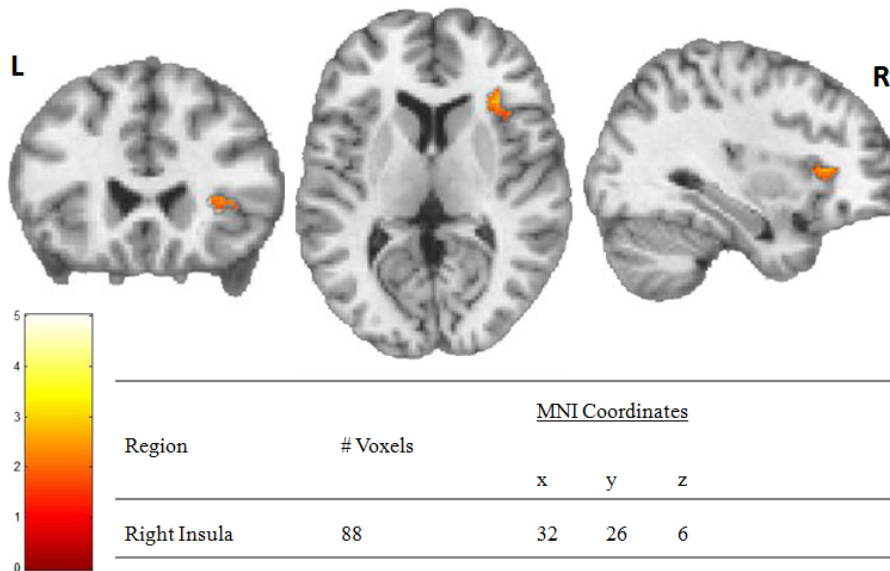 L
R
5
4
3
2
1
0
MNI Coordinates
Region # Voxels
x y z
Right Insula 88 32 26 6